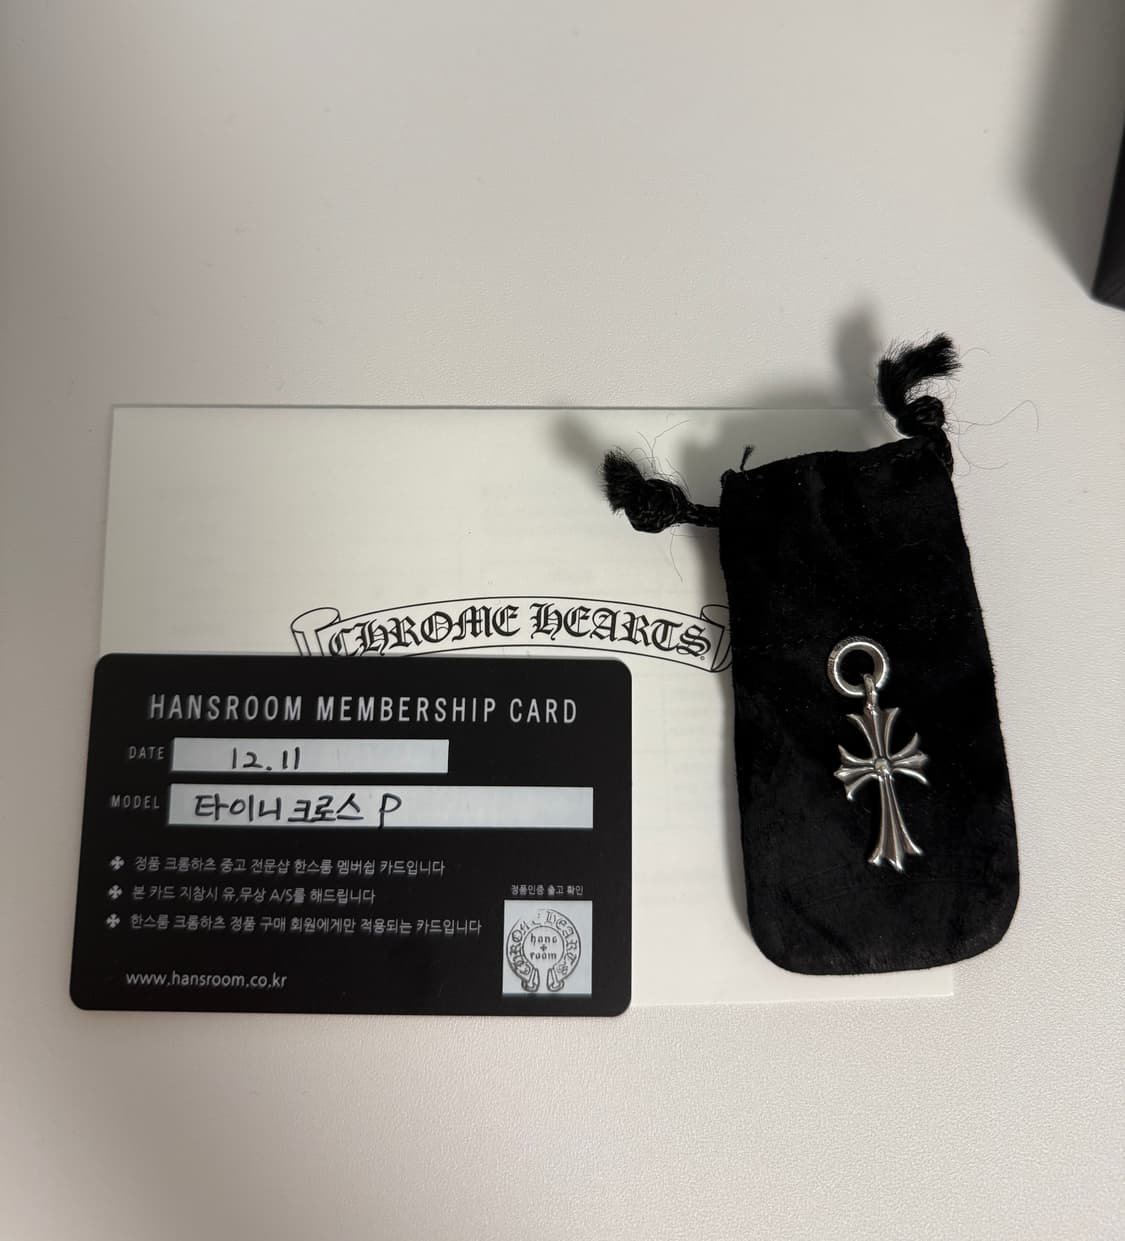 CHROME HEARTS
HANSROOM MEMBERSHIP CARD
DATE 12.11
MODEL 타이니크로스 P
정품 크롬하츠 중고 전문샵 한스룸 멤버쉽 카드입니다
본 카드 지참시 유,무상 A/S를 해드립니다
한스룸 크롬하츠 정품 구매 회원에게만 적용되는 카드입니다
정품인증 출고 확인
CHROME HEARTS
hans
room
www.hansroom.co.kr